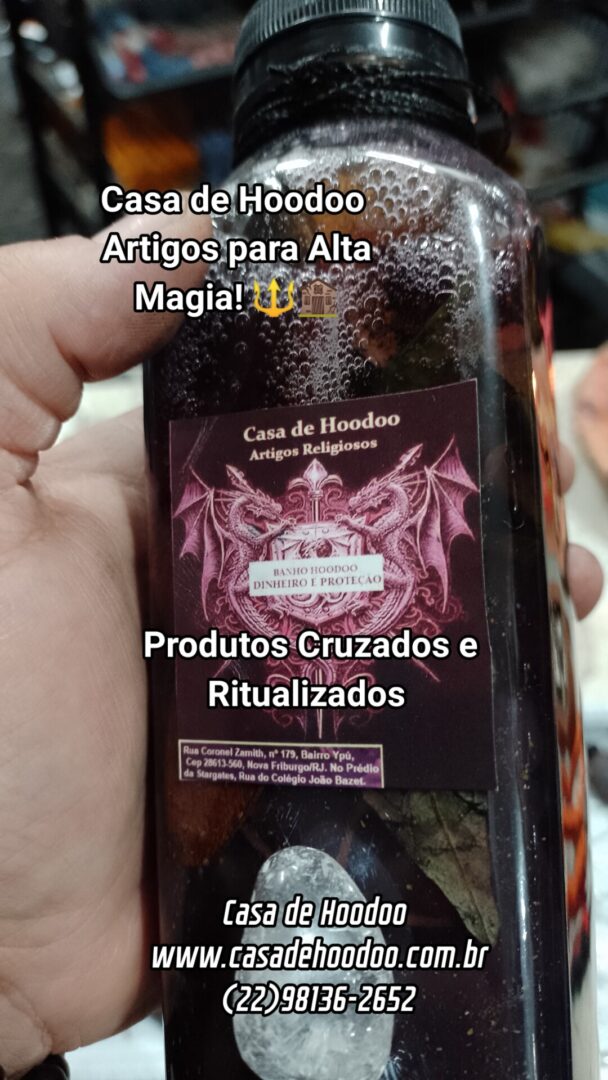 Casa de Hoodoo
Artigos para Alta
Magia! 🔱🏚️
Casa de Hoodoo
Artigos Religiosos
BANHO HOODOO
DINHEIRO E PROTEÇÃO
Produtos Cruzados e
Ritualizados
Rua Coronel Zamith, nº 179, Bairro Ypú,
Cep 28613-560, Nova Friburgo/RJ. No Prédio
da Stargates, Rua do Colégio João Bazet.
Casa de Hoodoo
www.casadehoodoo.com.br
(22)98136-2652